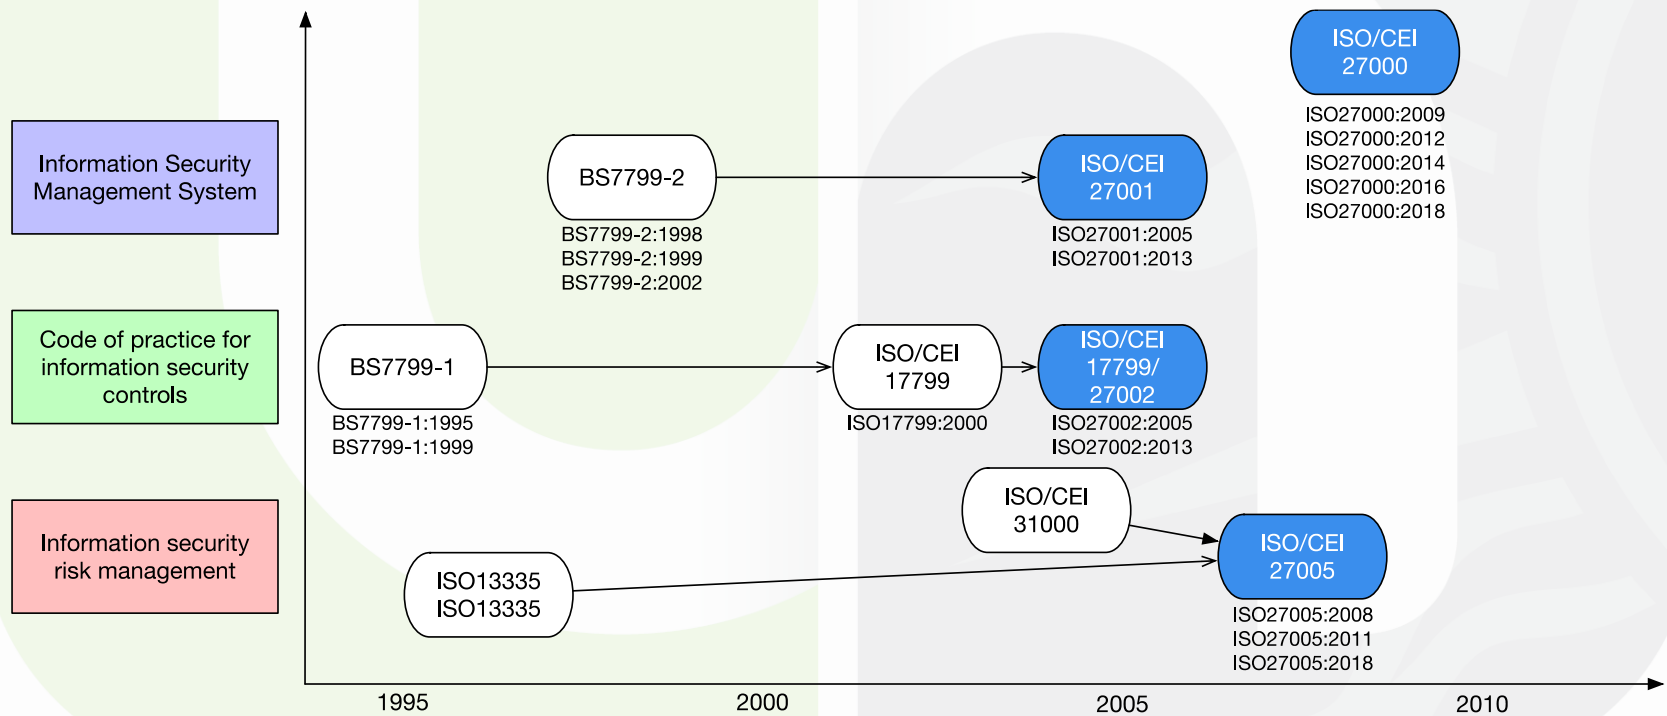 ISO/CEI
27000
ISO27000:2009
ISO27000:2012
ISO27000:2014
ISO27000:2016
ISO27000:2018
Information Security
Management System
BS7799-2
BS7799-2:1998
BS7799-2:1999
BS7799-2:2002
ISO/CEI
27001
ISO27001:2005
ISO27001:2013
Code of practice for
information security
controls
BS7799-1
BS7799-1:1995
BS7799-1:1999
ISO/CEI
17799
ISO17799:2000
ISO/CEI
17799/
27002
ISO27002:2005
ISO27002:2013
Information security
risk management
ISO13335
ISO13335
ISO/CEI
31000
ISO/CEI
27005
ISO27005:2008
ISO27005:2011
ISO27005:2018
1995
2000
2005
2010